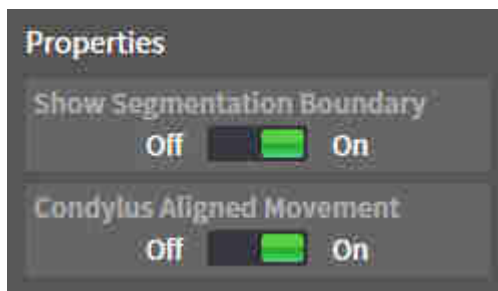 Properties
Show Segmentation Boundary
Off On
Condylus Aligned Movement
Off On